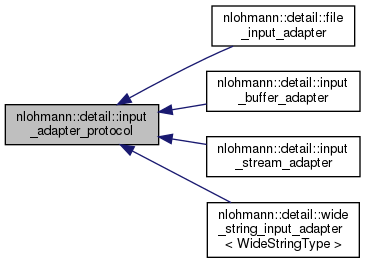 nlohmann::detail::file
_input_adapter
nlohmann::detail::input
_buffer_adapter
nlohmann::detail::input
_adapter_protocol
nlohmann::detail::input
_stream_adapter
nlohmann::detail::wide
_string_input_adapter
< WideStringType >